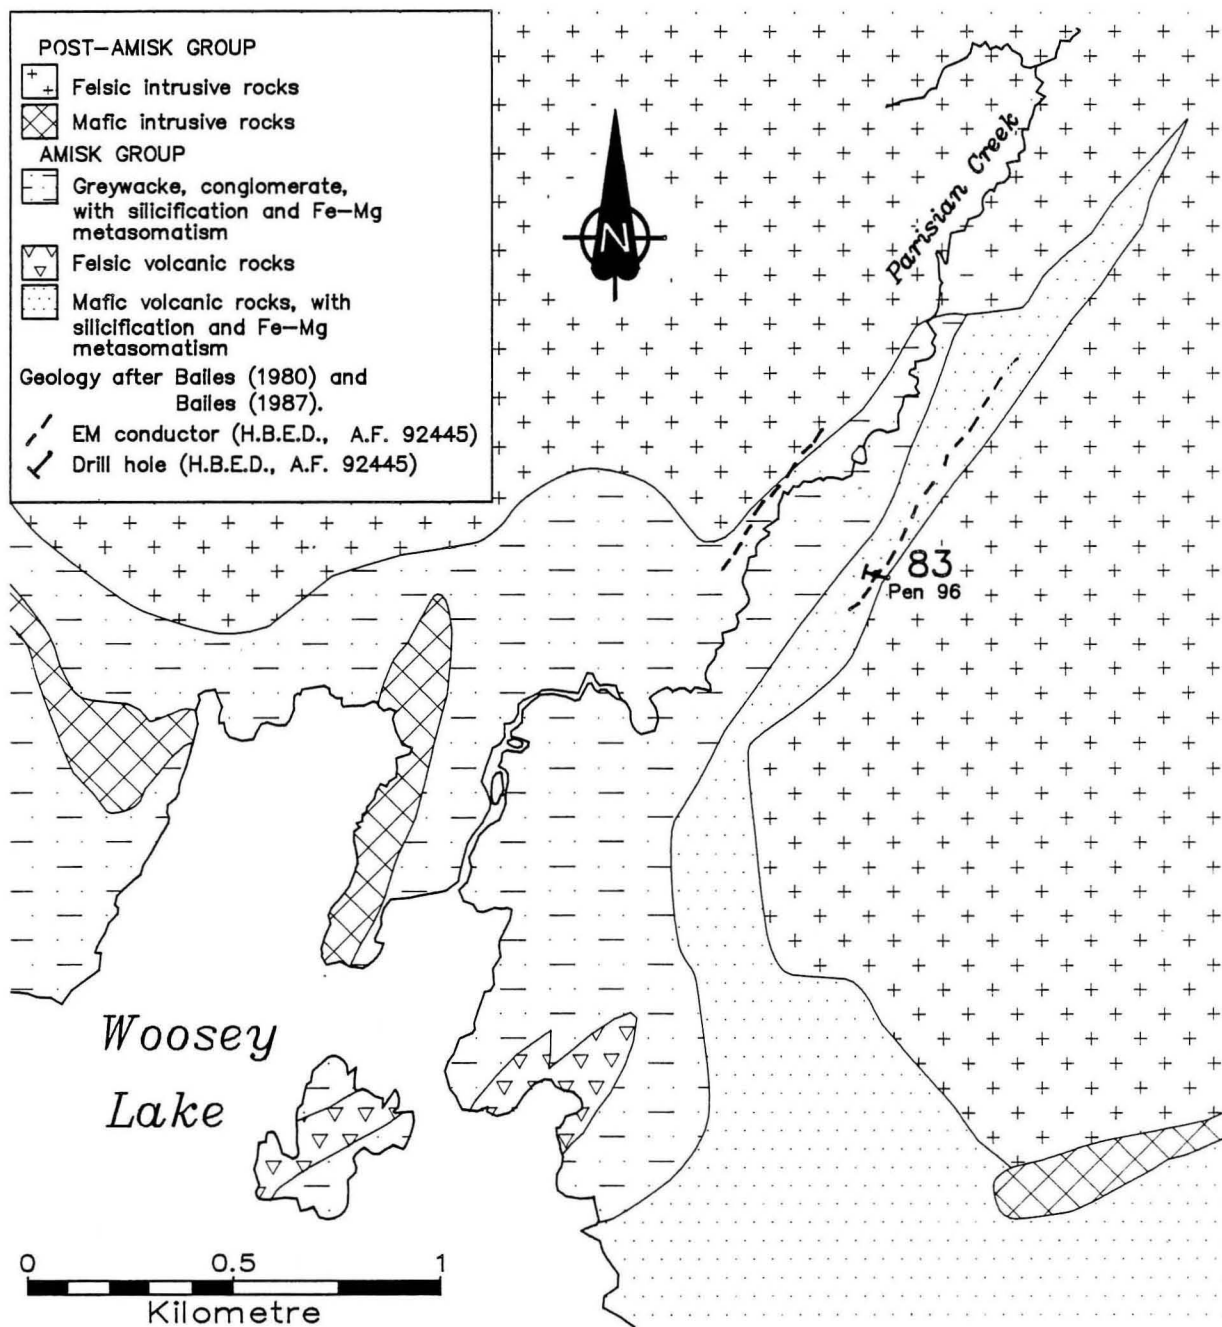 POST-AMISK GROUP
Felsic intrusive rocks
Mafic intrusive rocks
AMISK GROUP
Greywacke, conglomerate,
with silicification and Fe-Mg
metasomatism
Felsic volcanic rocks
Mafic volcanic rocks, with
silicification and Fe-Mg
metasomatism
Geology after Bailes (1980) and
Bailes (1987).
EM conductor (H.B.E.D., A.F. 92445)
Drill hole (H.B.E.D., A.F. 92445)
N
Parisian Creek
83
Pen 96
Woosey
Lake
0 0.5 1
Kilometre